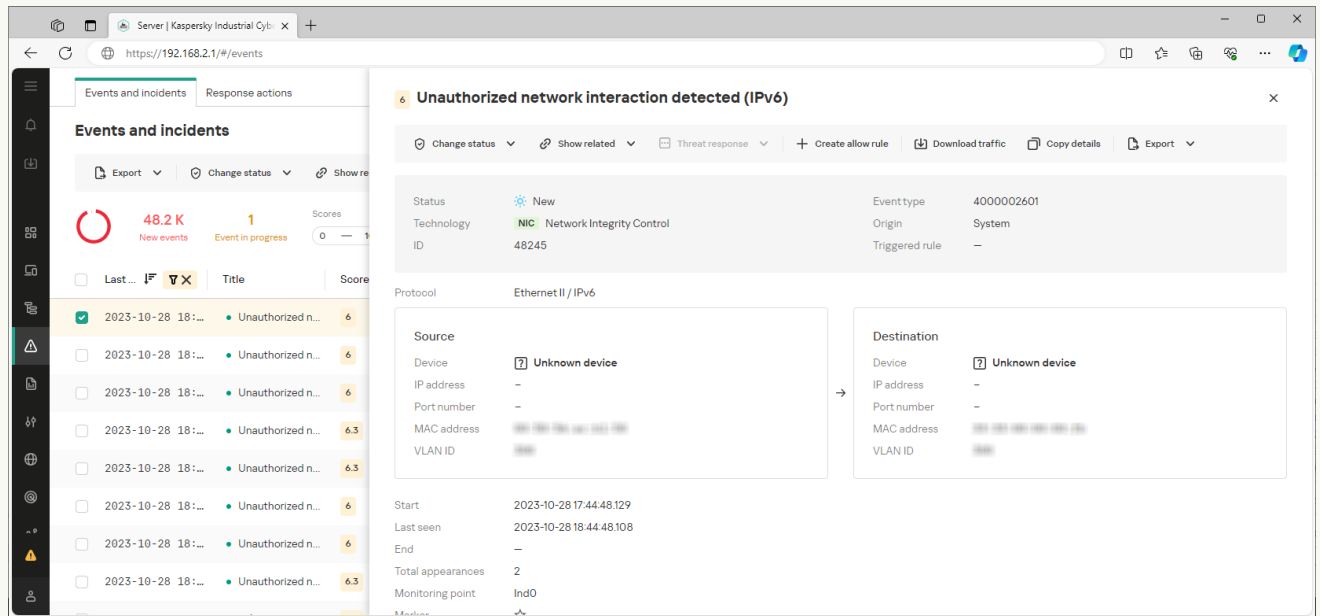 Server | Kaspersky Industrial Cyb
https://192.168.2.1/#/events
Events and incidents
Response actions
Events and incidents
Export
Change status
Show re
48.2 K
New events
1
Event in progress
Scores
0 —
Last ...
Title
Score
2023-10-28 18:...
Unauthorized n...
6
2023-10-28 18:...
Unauthorized n...
6
2023-10-28 18:...
Unauthorized n...
6
2023-10-28 18:...
Unauthorized n...
6.3
2023-10-28 18:...
Unauthorized n...
6.3
2023-10-28 18:...
Unauthorized n...
6
2023-10-28 18:...
Unauthorized n...
6
2023-10-28 18:...
Unauthorized n...
6.3
6 Unauthorized network interaction detected (IPv6)
Change status
Show related
Threat response
Create allow rule
Download traffic
Copy details
Export
Status New
Technology NIC Network Integrity Control
ID 48245
Event type 4000002601
Origin System
Triggered rule —
Protocol Ethernet II / IPv6
Source
Device ? Unknown device
IP address –
Port number –
MAC address
VLAN ID
Destination
Device ? Unknown device
IP address –
Port number –
MAC address
VLAN ID
Start 2023-10-28 17:44:48.129
Last seen 2023-10-28 18:44:48.108
End —
Total appearances 2
Monitoring point Ind0
Marker